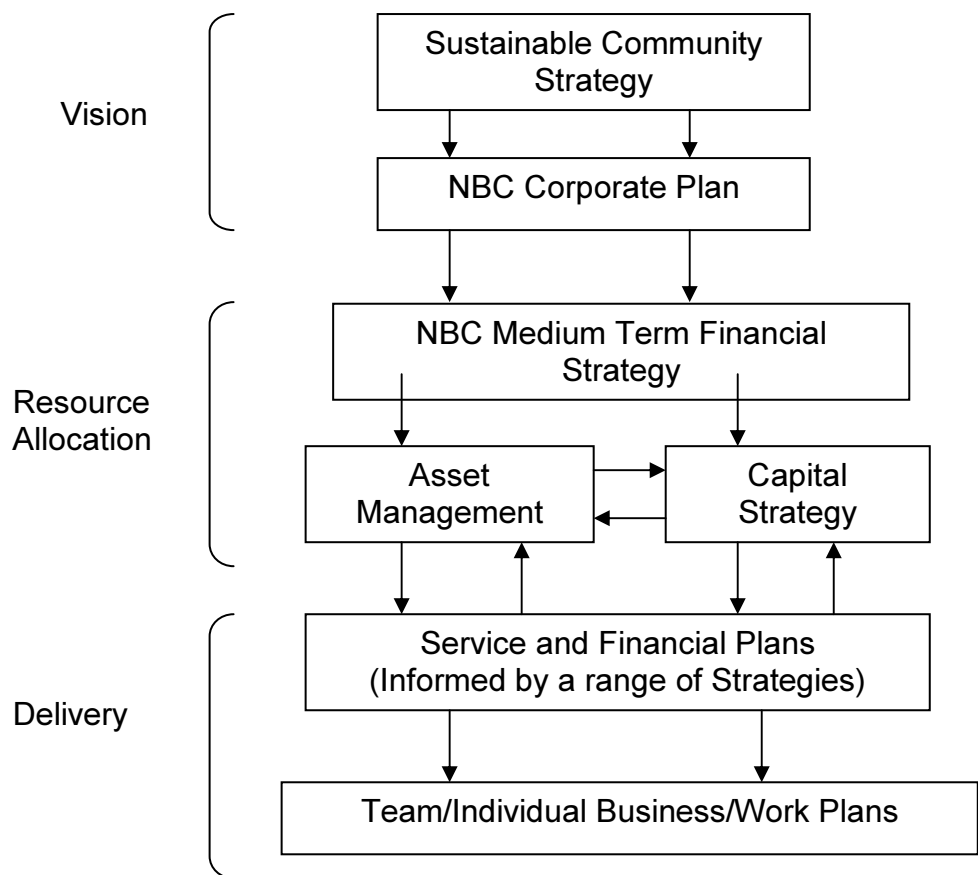 Vision
Sustainable Community
Strategy
NBC Corporate Plan
Resource
Allocation
NBC Medium Term Financial
Strategy
Asset
Management
Capital
Strategy
Delivery
Service and Financial Plans
(Informed by a range of Strategies)
Team/Individual Business/Work Plans